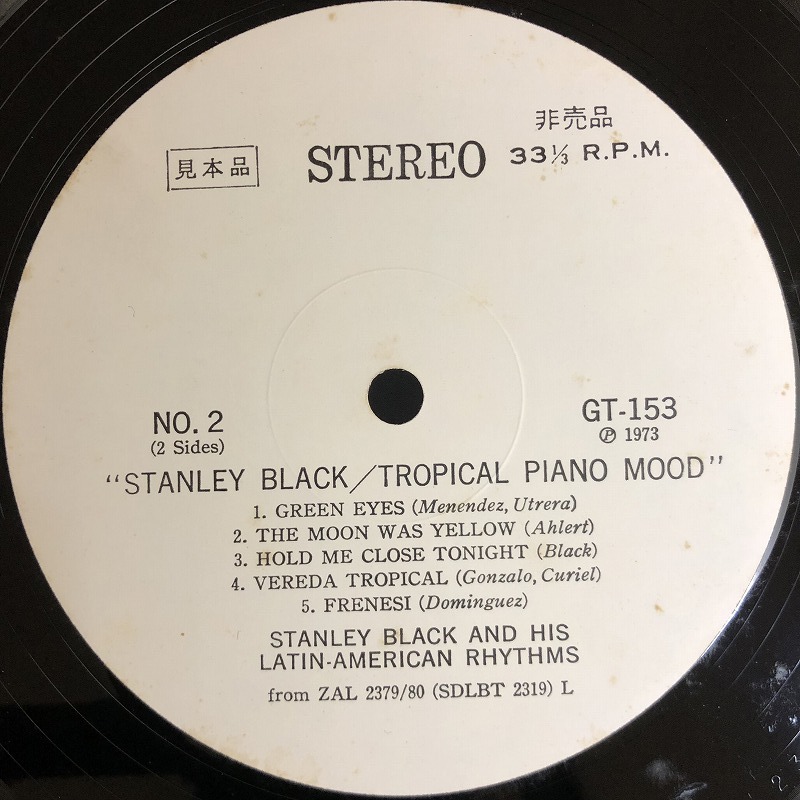 非売品
見本品 STEREO 33⅓ R.P.M.
NO. 2 GT-153
(2 Sides) Ⓟ 1973
"STANLEY BLACK/TROPICAL PIANO MOOD"
1. GREEN EYES (Menendez, Utrera)
2. THE MOON WAS YELLOW (Ahlert)
3. HOLD ME CLOSE TONIGHT (Black)
4. VEREDA TROPICAL (Gonzalo, Curiel)
5. FRENESI (Dominguez)
STANLEY BLACK AND HIS
LATIN-AMERICAN RHYTHMS
from ZAL 2379/80 (SDLBT 2319) L